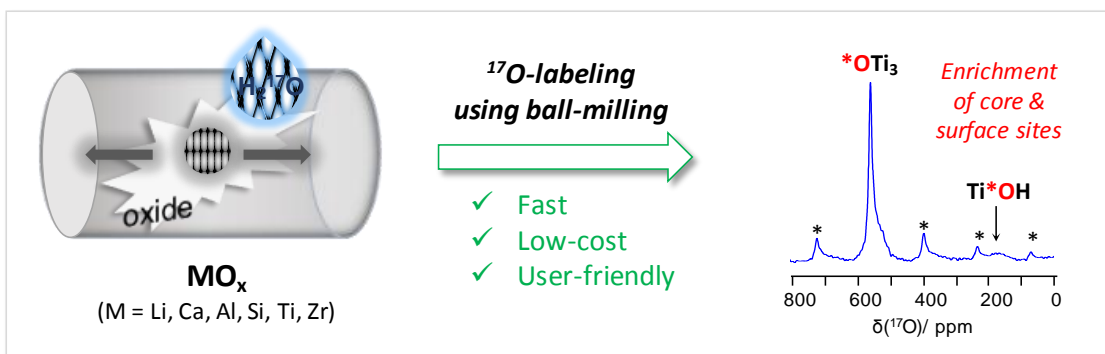 H₂¹⁷O
oxide
MOₓ
(M = Li, Ca, Al, Si, Ti, Zr)
¹⁷O-labeling
using ball-milling
✓ Fast
✓ Low-cost
✓ User-friendly
*OTi₃
Enrichment
of core &
surface sites
Ti*OH
* * * *
800 600 400 200 0
δ(¹⁷O)/ ppm